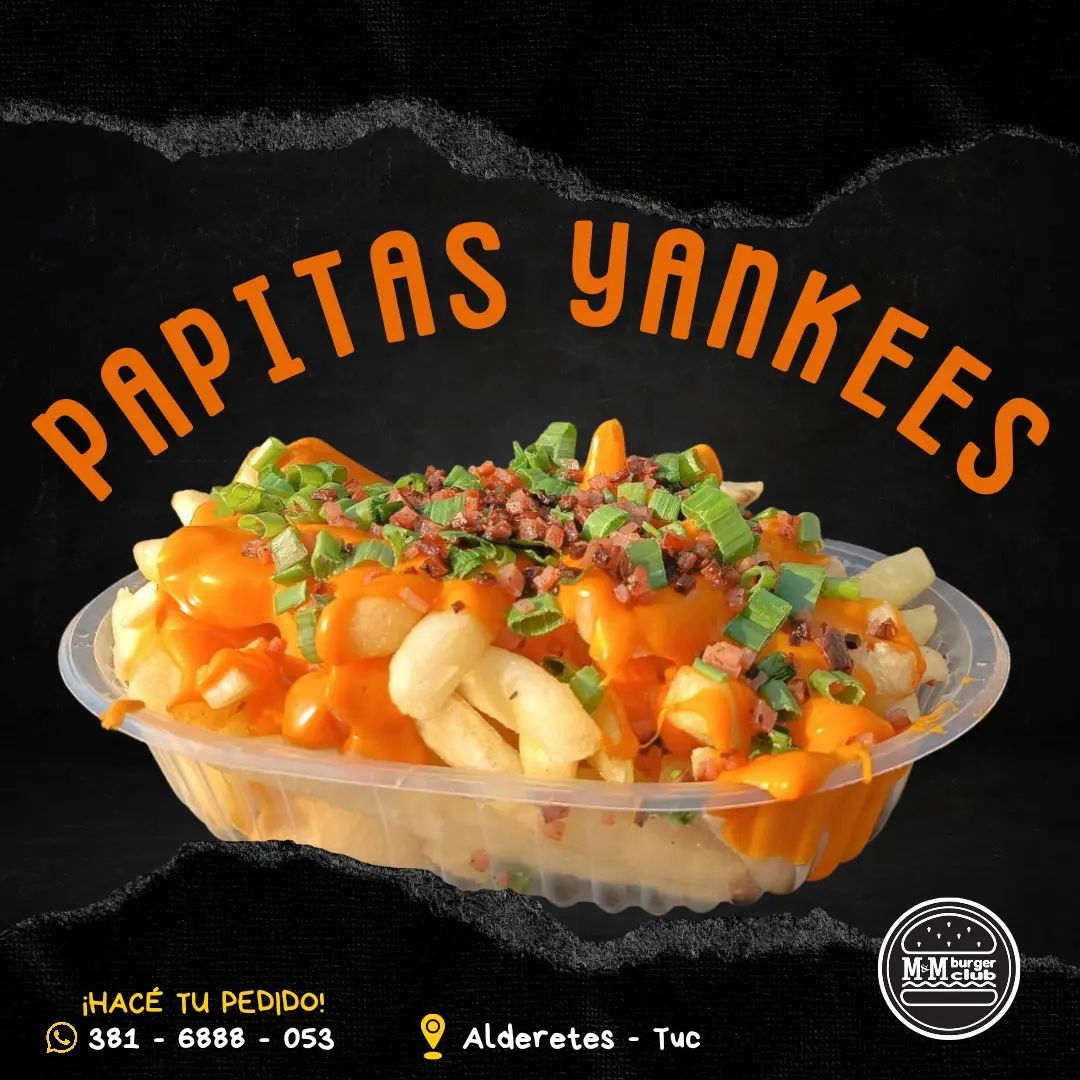 PAPITAS YANKEES
¡HACÉ TU PEDIDO!
381 - 6888 - 053
Alderetes - Tuc
M&M burger club